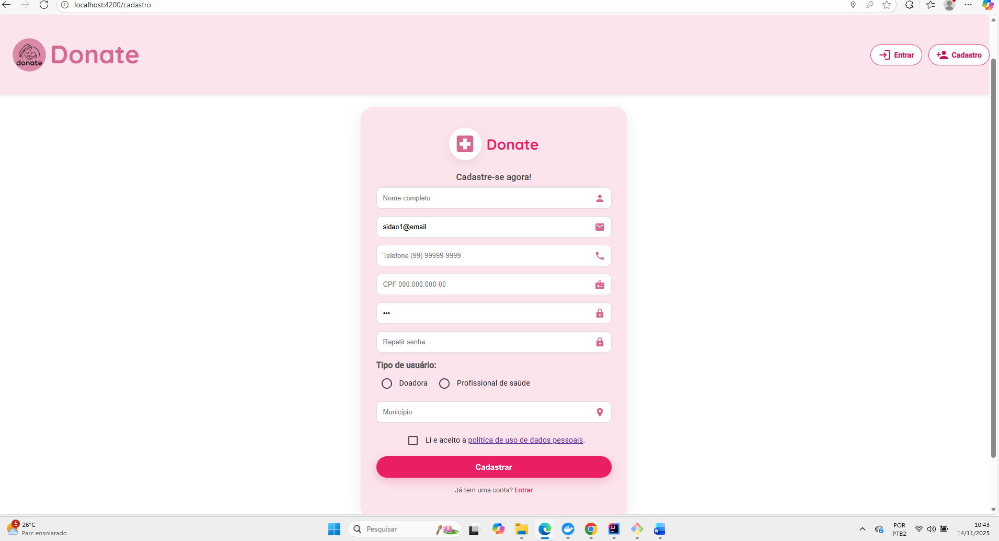 localhost:4200/cadastro
donate
Donate
Entrar
Cadastro
Donate
Cadastre-se agora!
Nome completo
sidao1@email
Telefone (99) 99999-9999
CPF 000.000.000-00
•••
Repetir senha
Tipo de usuário:
Doadora
Profissional de saúde
Município
Li e aceito a política de uso de dados pessoais.
Cadastrar
Já tem uma conta? Entrar
5
26°C
Parc ensolarado
Pesquisar
IJ
W
POR
PTB2
10:43
14/11/2025